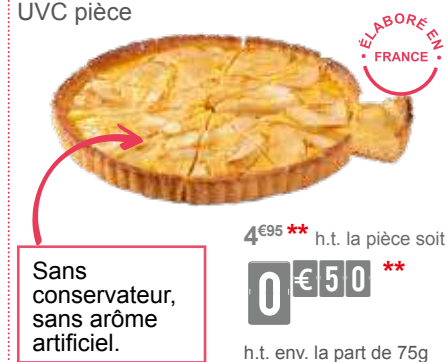 UVC pièce
ÉLABORÉ EN
FRANCE
4€95 ** h.t. la pièce soit
0€50 **
h.t. env. la part de 75g
Sans
conservateur,
sans arôme
artificiel.